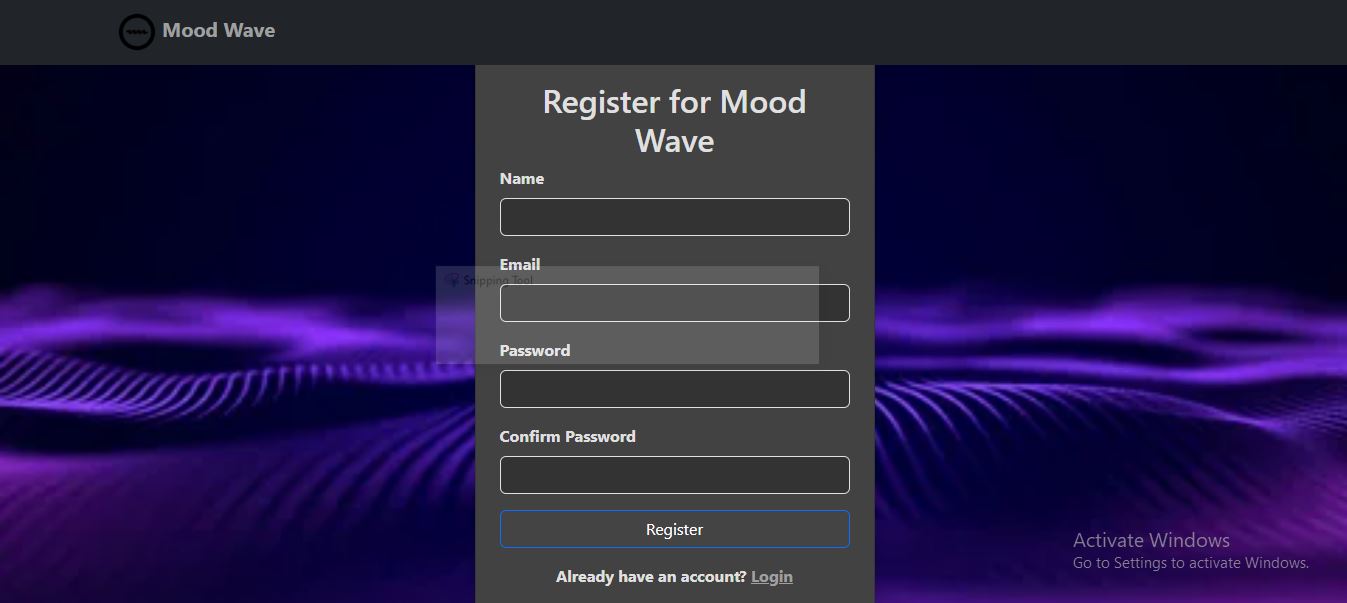 Mood Wave
Register for Mood
Wave
Name
Email
Snipping Tool
Password
Confirm Password
Register
Already have an account? Login
Activate Windows
Go to Settings to activate Windows.